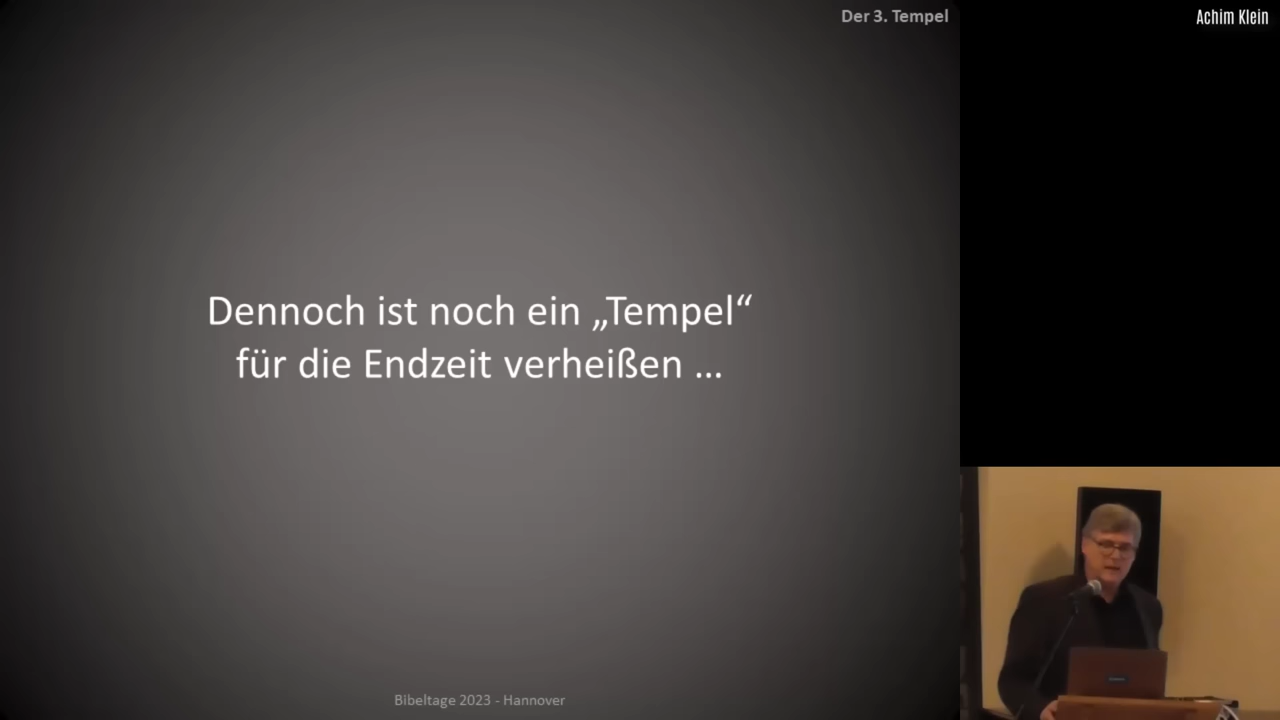 Der 3. Tempel
Achim Klein
Dennoch ist noch ein „Tempel“
für die Endzeit verheißen ...
Bibeltage 2023 - Hannover